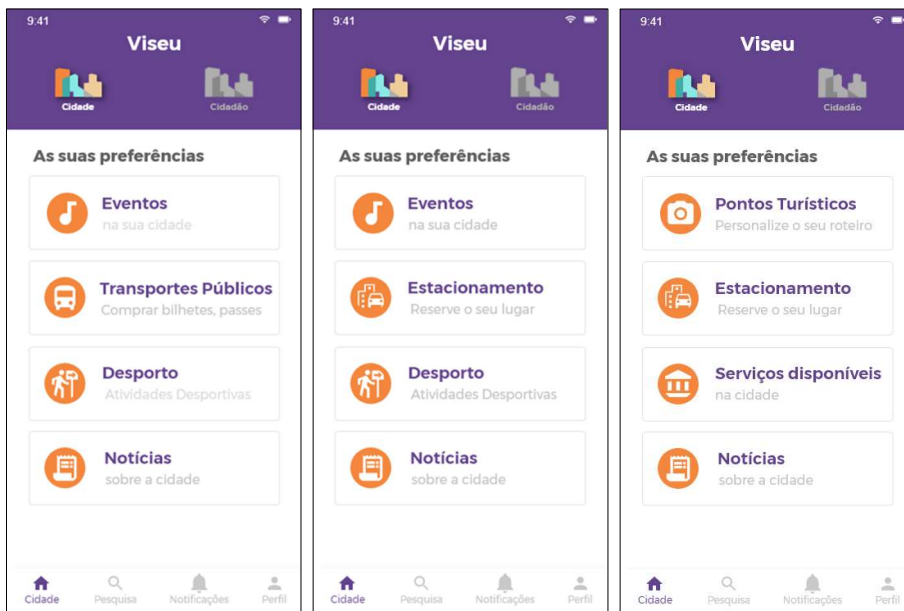 9:41
Viseu
Cidade
Cidadão
As suas preferências
Eventos
na sua cidade
Transportes Públicos
Comprar bilhetes, passes
Desporto
Atividades Desportivas
Notícias
sobre a cidade
Cidade
Pesquisa
Notificações
Perfil
9:41
Viseu
Cidade
Cidadão
As suas preferências
Eventos
na sua cidade
Estacionamento
Reserve o seu lugar
Desporto
Atividades Desportivas
Notícias
sobre a cidade
Cidade
Pesquisa
Notificações
Perfil
9:41
Viseu
Cidade
Cidadão
As suas preferências
Pontos Turísticos
Personalize o seu roteiro
Estacionamento
Reserve o seu lugar
Serviços disponíveis
na cidade
Notícias
sobre a cidade
Cidade
Pesquisa
Notificações
Perfil